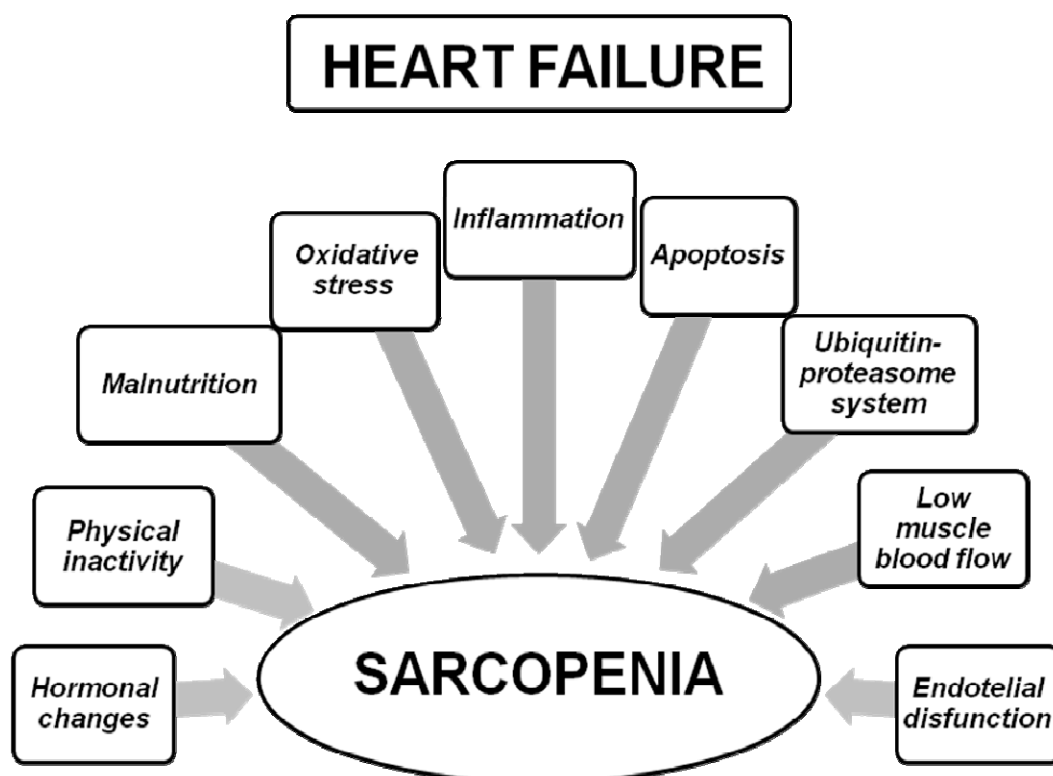 HEART FAILURE
Inflammation
Oxidative
stress
Apoptosis
Malnutrition
Ubiquitin-
proteasome
system
Physical
inactivity
Low
muscle
blood flow
Hormonal
changes
SARCOPENIA
Endotelial
disfunction